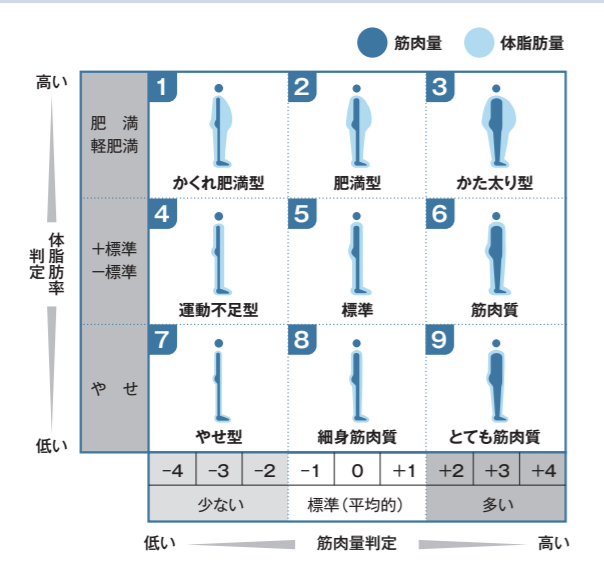 筋肉量 体脂肪量
高い
体脂肪率
判定
低い
肥 満
軽肥満
1
かくれ肥満型
2
肥満型
3
かた太り型
+標準
−標準
4
運動不足型
5
標準
6
筋肉質
や せ
7
やせ型
8
細身筋肉質
9
とても筋肉質
-4 -3 -2 -1 0 +1 +2 +3 +4
少ない 標準(平均的) 多い
低い 筋肉量判定 高い